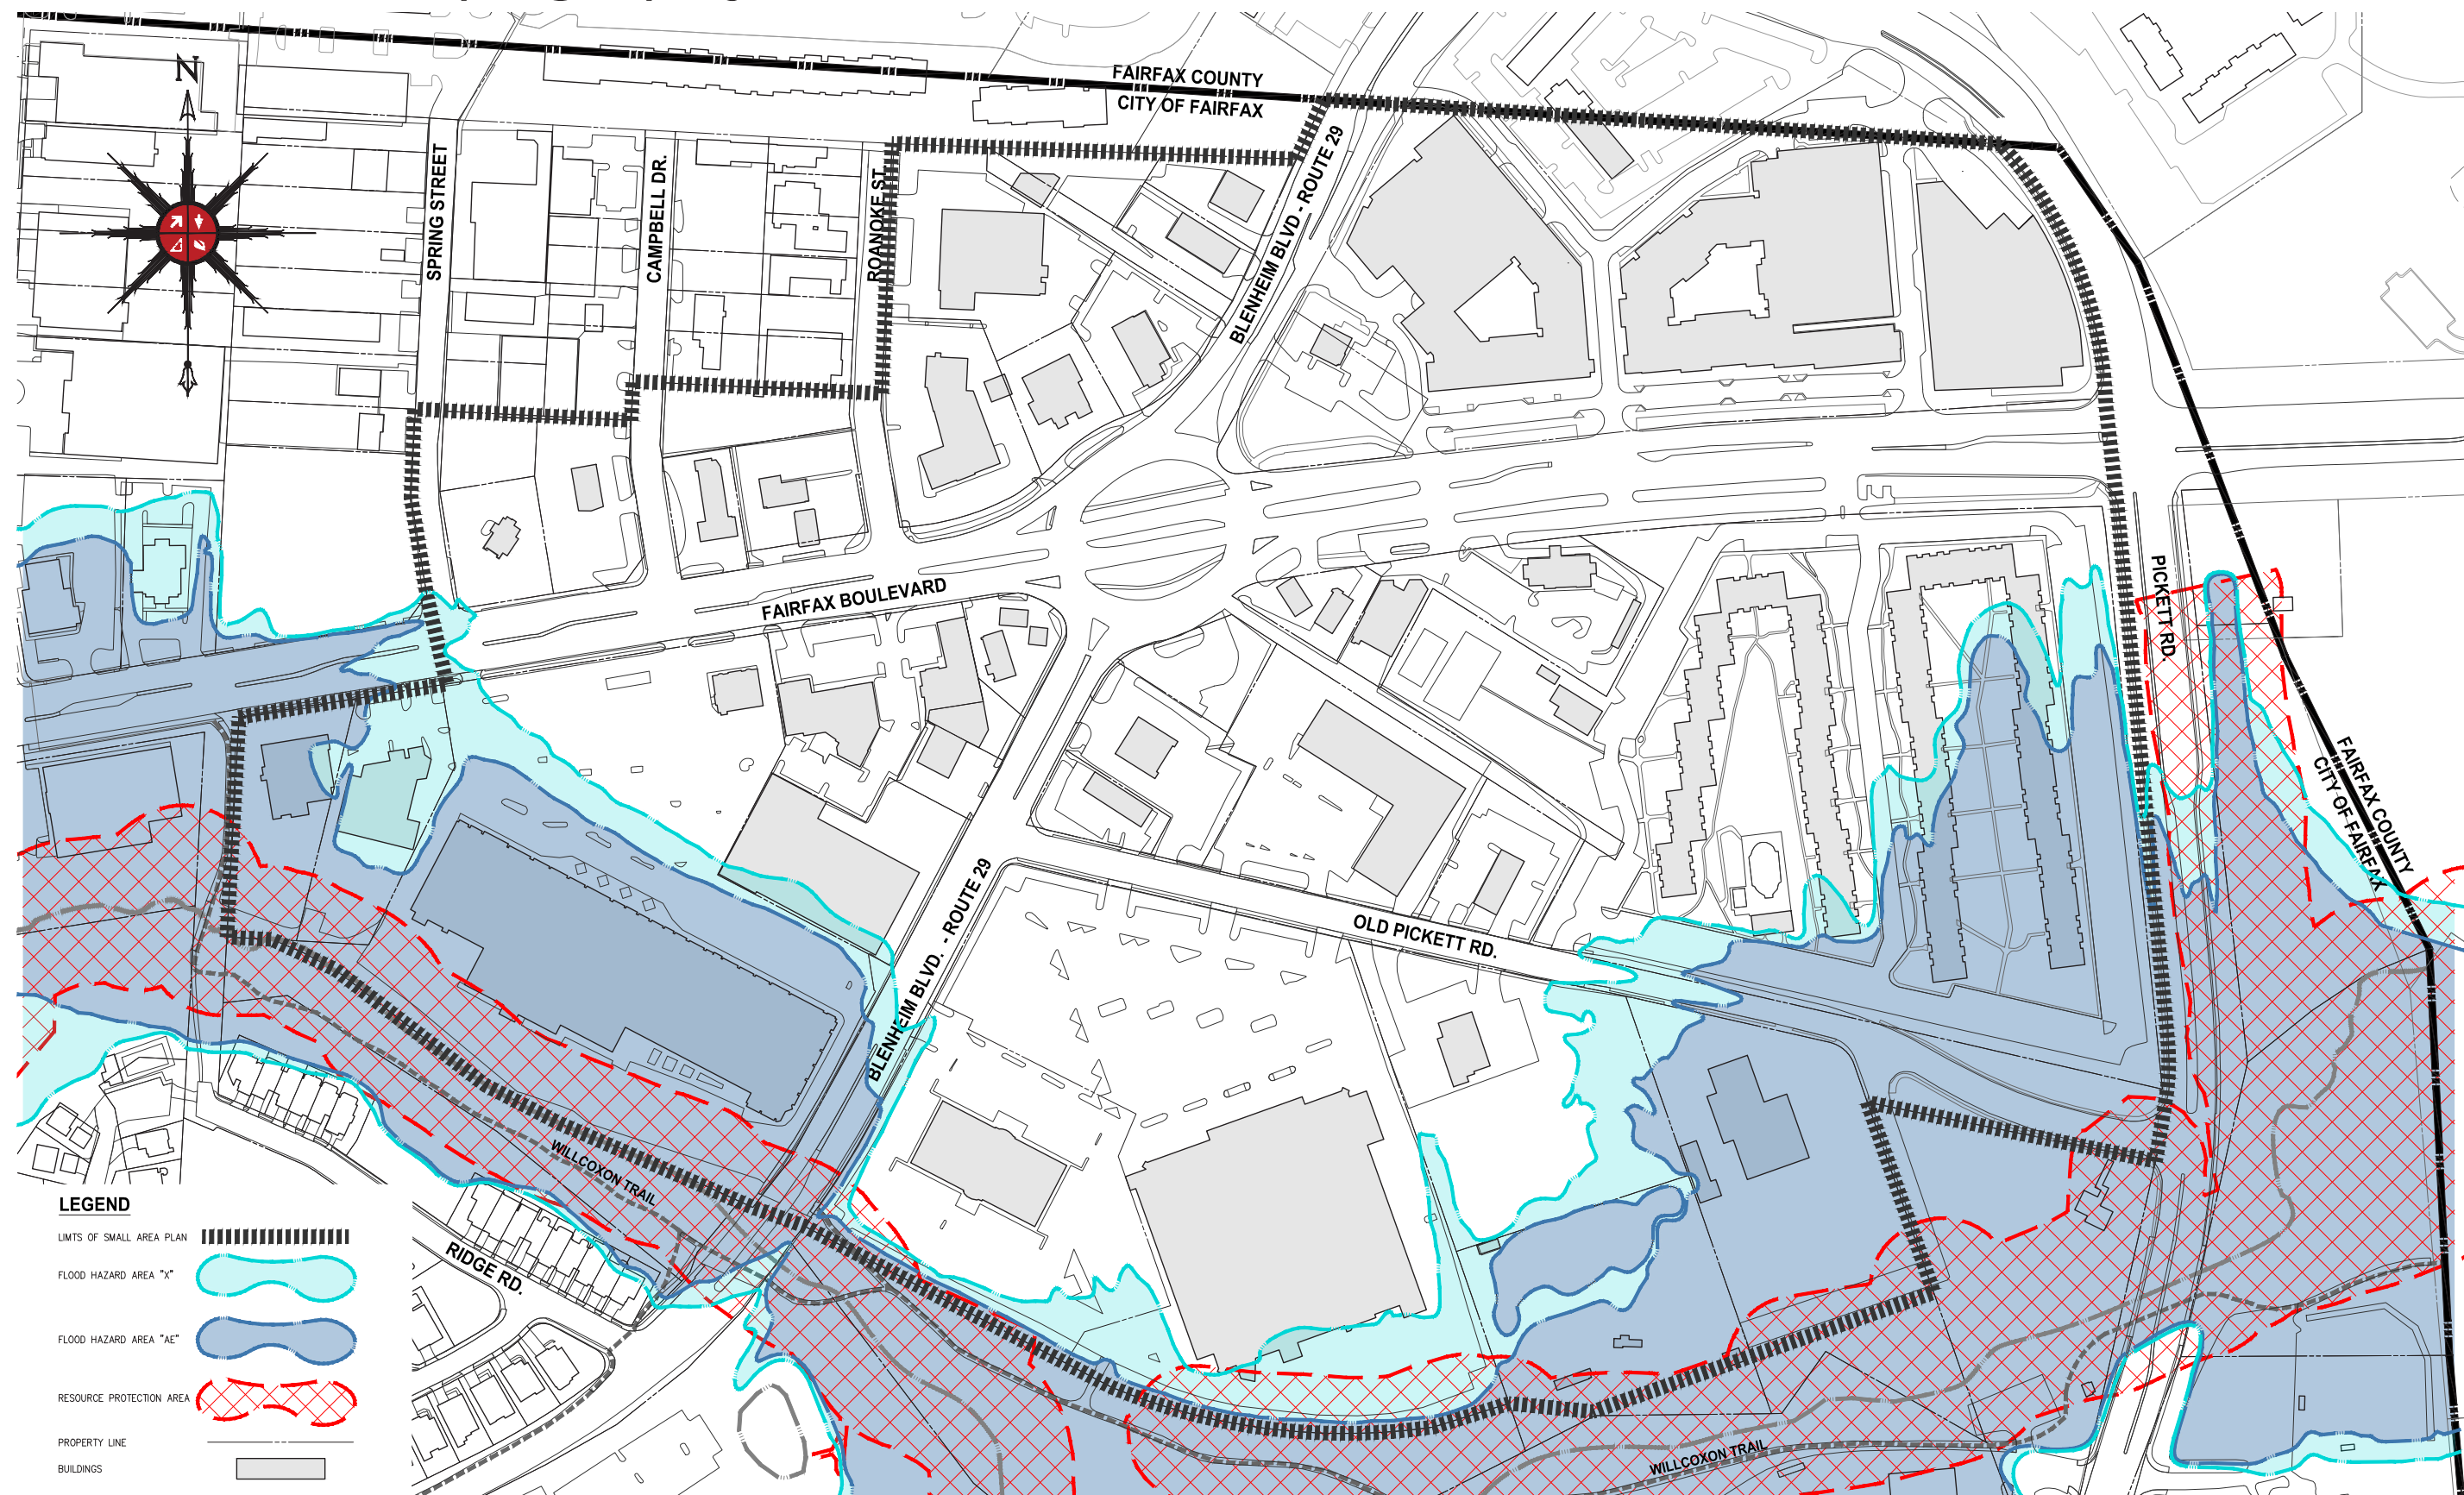 N
FAIRFAX COUNTY
CITY OF FAIRFAX
SPRING STREET
CAMPBELL DR.
ROANOKE ST.
BLENHEIM BLVD - ROUTE 29
FAIRFAX BOULEVARD
PICKETT RD.
FAIRFAX COUNTY
CITY OF FAIRFAX
BLENHEIM BLVD. - ROUTE 29
OLD PICKETT RD.
WILLCOXON TRAIL
RIDGE RD.
WILLCOXON TRAIL
LEGEND
LIMTS OF SMALL AREA PLAN
FLOOD HAZARD AREA "X"
FLOOD HAZARD AREA "AE"
RESOURCE PROTECTION AREA
PROPERTY LINE
BUILDINGS